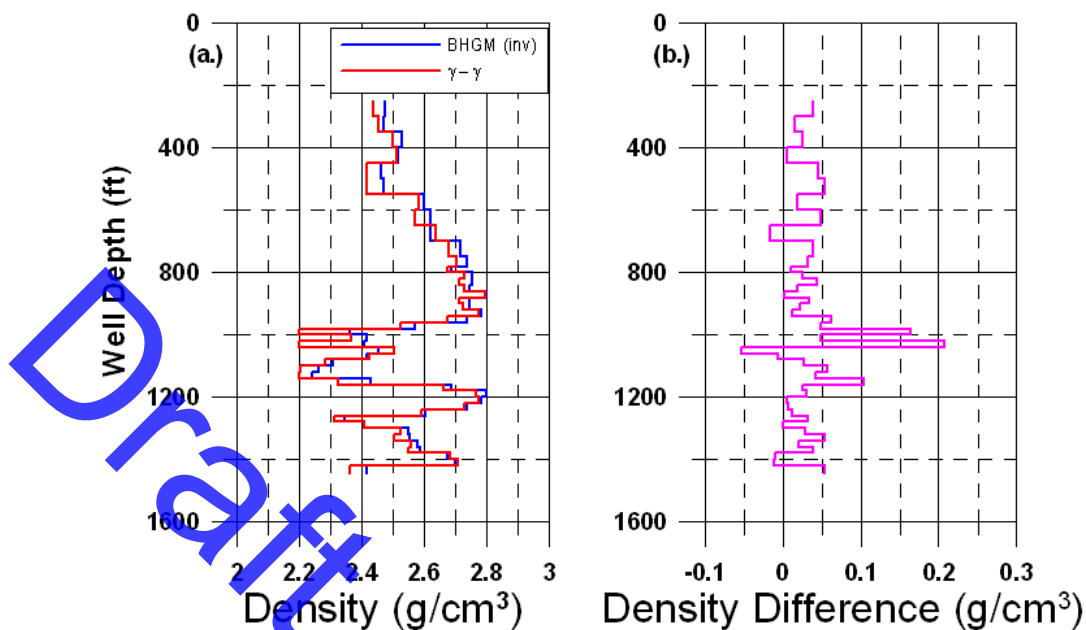 (a.)
BHGM (inv)
γ – γ
0
400
800
1200
1600
Well Depth (ft)
2
2.2
2.4
2.6
2.8
3
Density (g/cm³)
(b.)
0
400
800
1200
1600
-0.1
0
0.1
0.2
0.3
Density Difference (g/cm³)
Draft